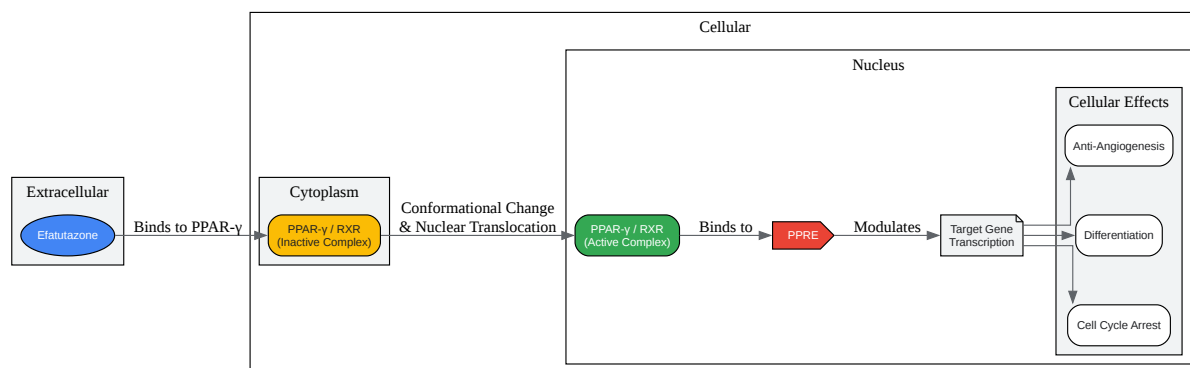 Cellular
Nucleus
Cellular Effects
Anti-Angiogenesis
Extracellular
Efatutazone
Binds to PPAR-γ
Cytoplasm
PPAR-γ / RXR
(Inactive Complex)
Conformational Change
& Nuclear Translocation
PPAR-γ / RXR
(Active Complex)
Binds to
PPRE
Modulates
Target Gene
Transcription
Differentiation
Cell Cycle Arrest